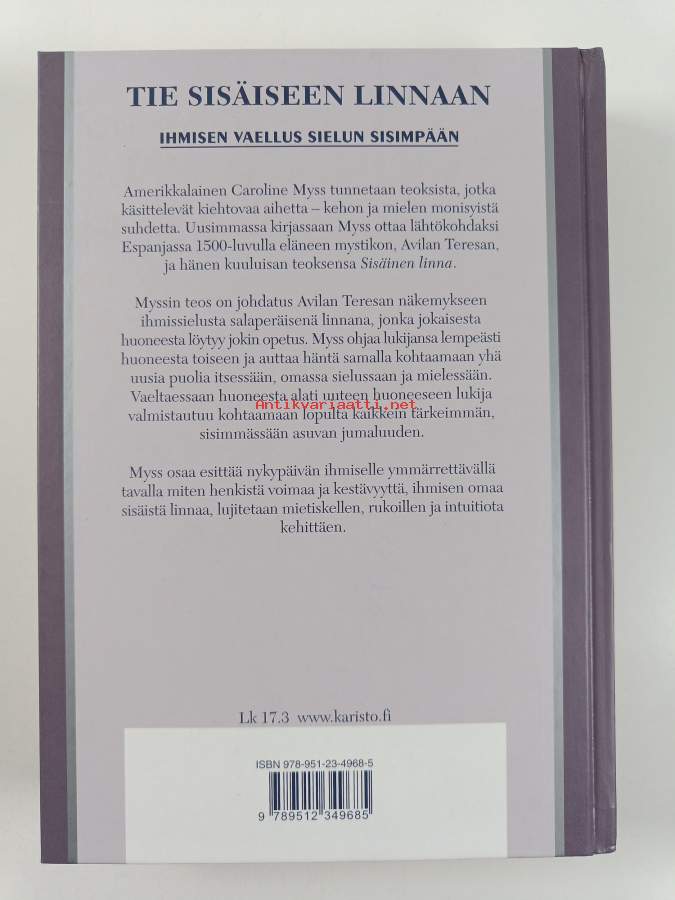 TIE SISÄISEEN LINNAAN
IHMISEN VAELLUS SIELUN SISIMPÄÄN
Amerikkalainen Caroline Myss tunnetaan teoksista, jotka
käsittelevät kiehtovaa aihetta – kehon ja mielen monisyistä
suhdetta. Uusimmassa kirjassaan Myss ottaa lähtökohdaksi
Espanjassa 1500-luvulla eläneen mystikon, Avilan Teresan,
ja hänen kuuluisan teoksensa Sisäinen linna.
Myssin teos on johdatus Avilan Teresan näkemykseen
ihmissielusta salaperäisenä linnana, jonka jokaisesta
huoneesta löytyy jokin opetus. Myss ohjaa lukijansa lempeästi
huoneesta toiseen ja auttaa häntä samalla kohtaamaan yhä
uusia puolia itsessään, omassa sielussaan ja mielessään.
Vaeltaessaan huoneesta alati uuteen huoneeseen lukija
Antikvariaatti.net
valmistautuu kohtaamaan lopulta kaikkein tärkeimmän,
sisimmässään asuvan jumaluuden.
Myss osaa esittää nykypäivän ihmiselle ymmärrettävällä
tavalla miten henkistä voimaa ja kestävyyttä, ihmisen omaa
sisäistä linnaa, lujitetaan mietiskellen, rukoillen ja intuitiota
kehittäen.
Lk 17.3 www.karisto.fi
ISBN 978-951-23-4968-5
9 789512 349685